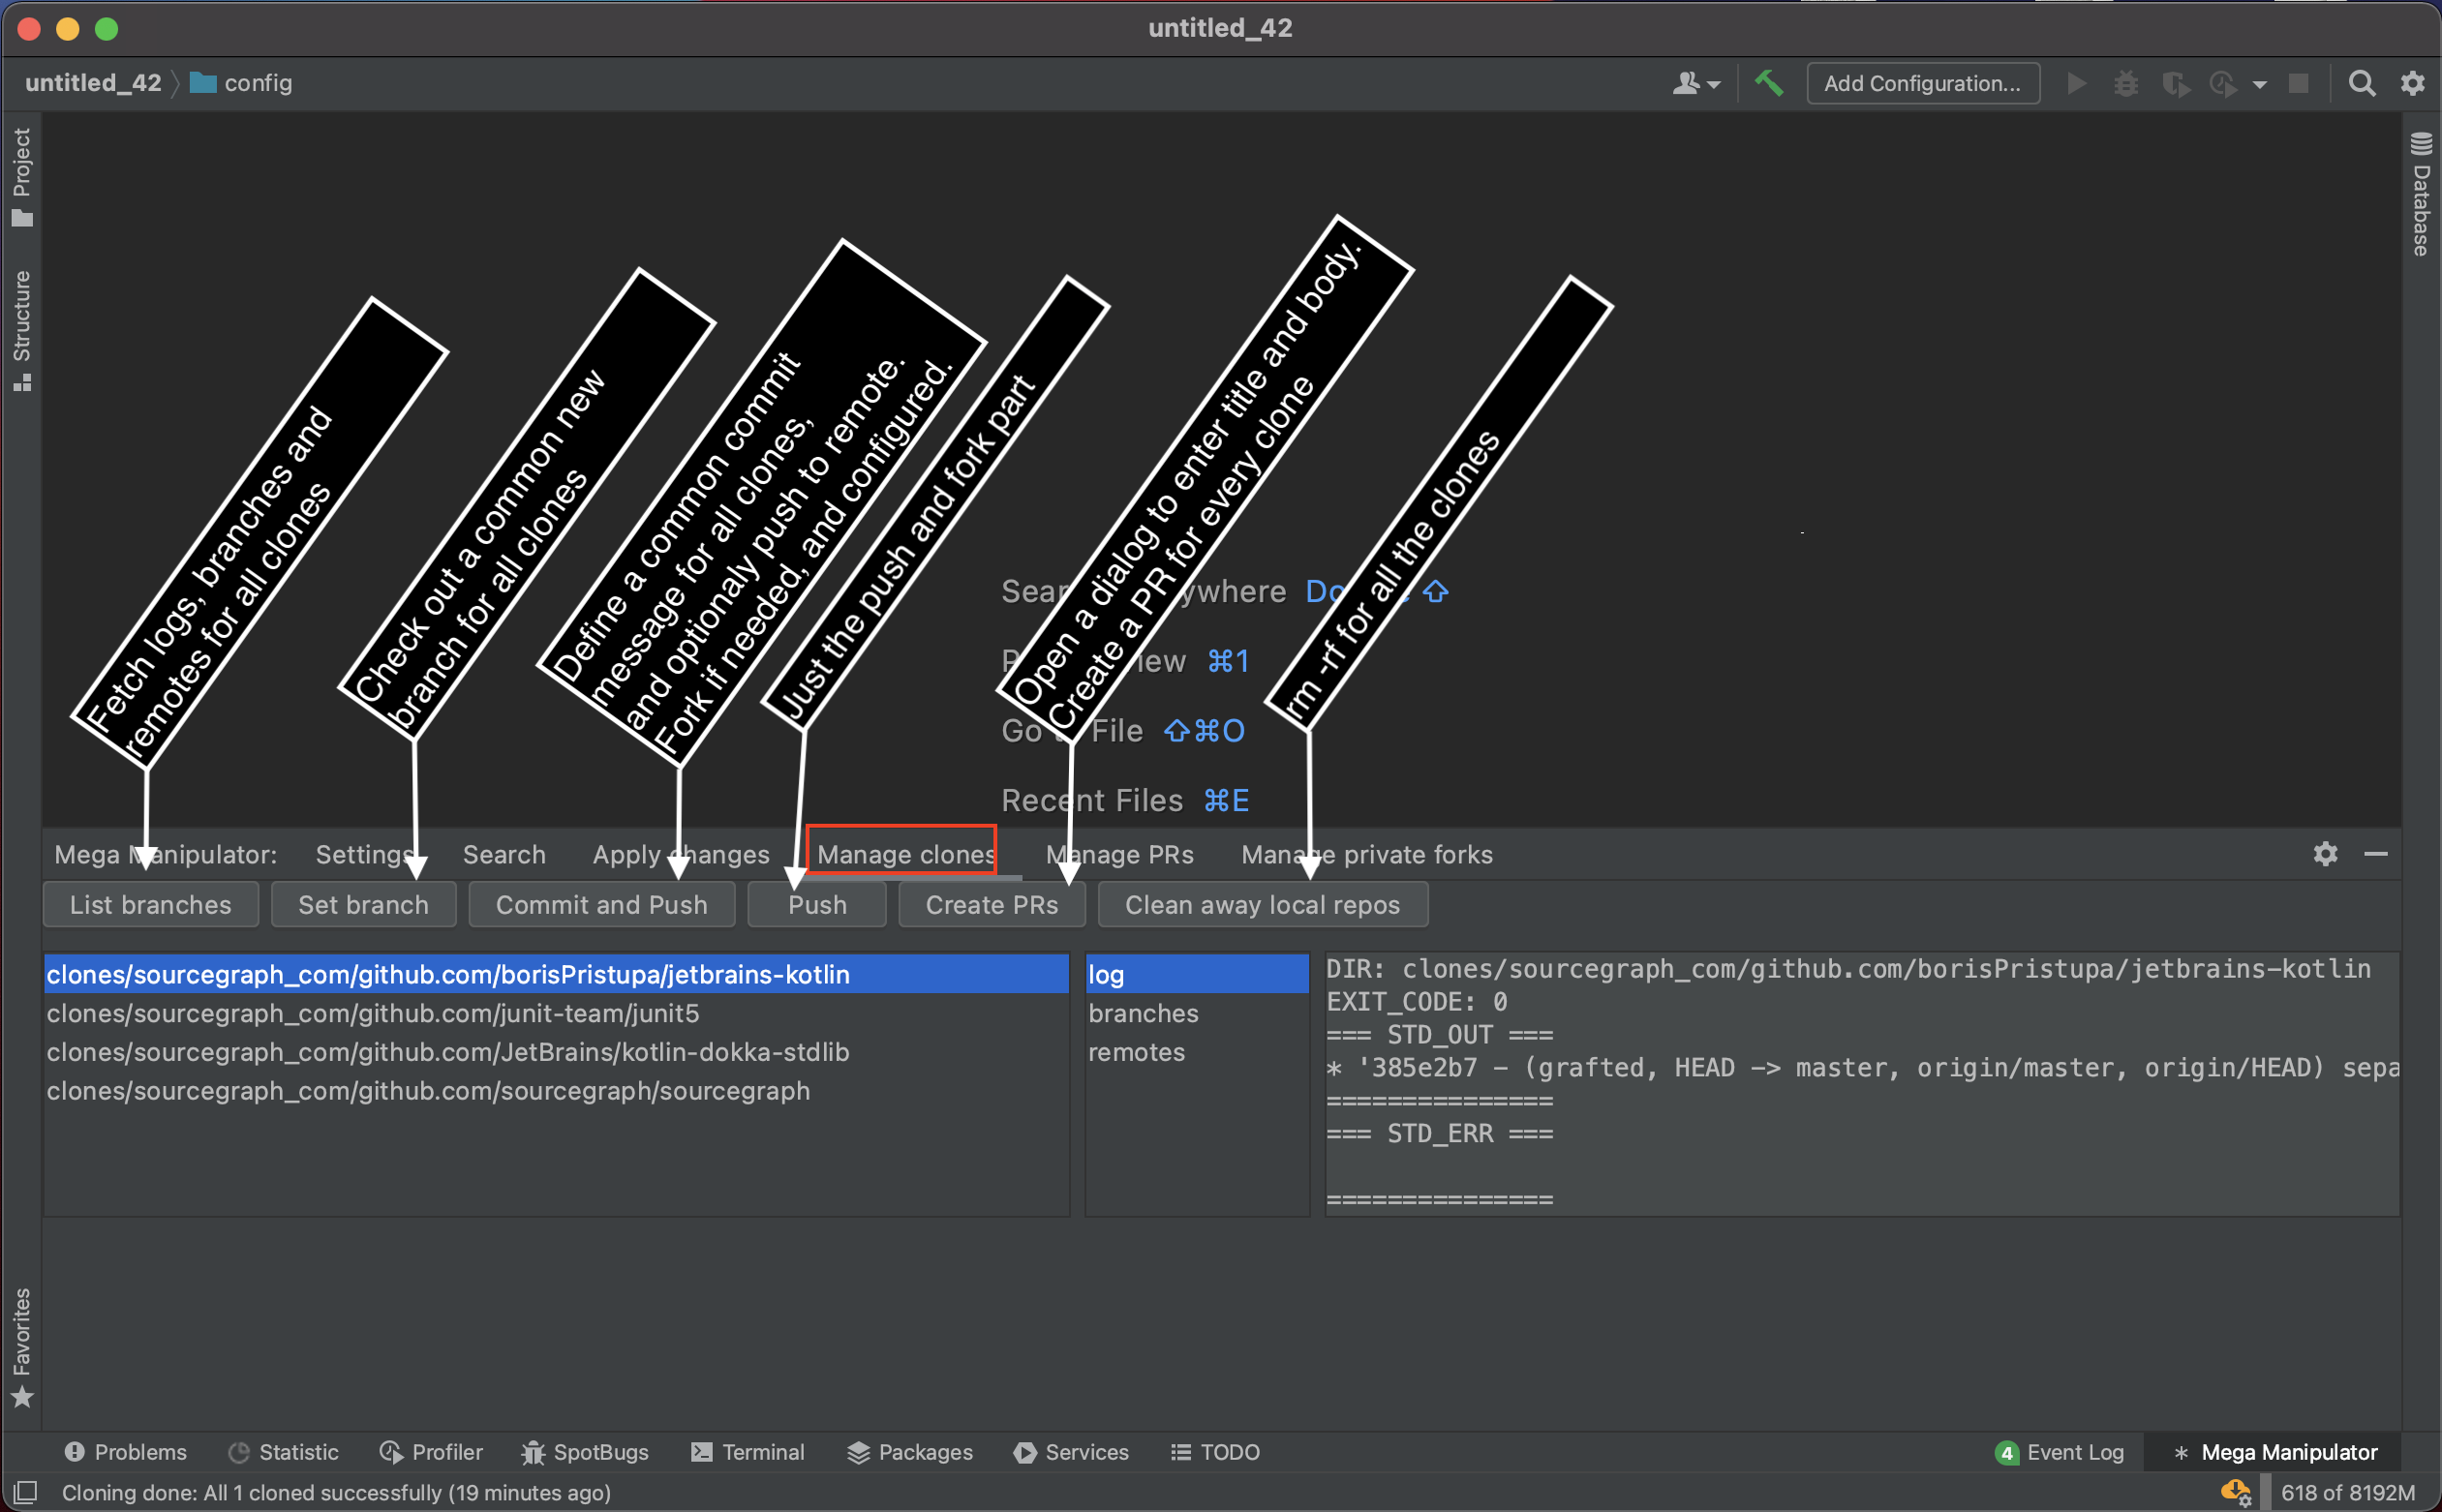 untitled_42
untitled_42
config
Add Configuration...
Project
Structure
Favorites
Database
Fetch logs, branches and
remotes for all clones
Check out a common new
branch for all clones
Define a common commit
message for all clones,
and optionaly push to remote.
Fork if needed, and configured.
Just the push and fork part
Open a dialog to enter title and body.
Create a PR for every clone
rm -rf for all the clones
⌘1
Go File ⇧⌘O
Recent Files ⌘E
Mega Manipulator:
Settings
Search
Apply changes
Manage clones
Manage PRs
Manage private forks
List branches
Set branch
Commit and Push
Push
Create PRs
Clean away local repos
clones/sourcegraph_com/github.com/borisPristupa/jetbrains-kotlin
clones/sourcegraph_com/github.com/junit-team/junit5
clones/sourcegraph_com/github.com/JetBrains/kotlin-dokka-stdlib
clones/sourcegraph_com/github.com/sourcegraph/sourcegraph
log
branches
remotes
DIR: clones/sourcegraph_com/github.com/borisPristupa/jetbrains-kotlin
EXIT_CODE: 0
=== STD_OUT ===
* '385e2b7 - (grafted, HEAD -> master, origin/master, origin/HEAD) sepa
===============
=== STD_ERR ===
===============
Problems
Statistic
Profiler
SpotBugs
Terminal
Packages
Services
TODO
4 Event Log
Mega Manipulator
Cloning done: All 1 cloned successfully (19 minutes ago)
618 of 8192M